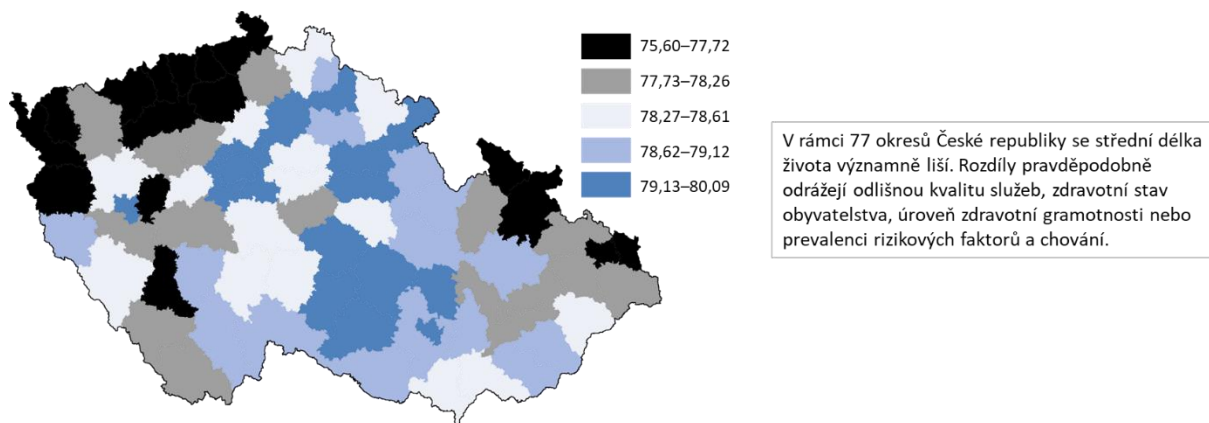 75,60–77,72
77,73–78,26
78,27–78,61
78,62–79,12
79,13–80,09
V rámci 77 okresů České republiky se střední délka
života významně liší. Rozdíly pravděpodobně
odrážejí odlišnou kvalitu služeb, zdravotní stav
obyvatelstva, úroveň zdravotní gramotnosti nebo
prevalenci rizikových faktorů a chování.